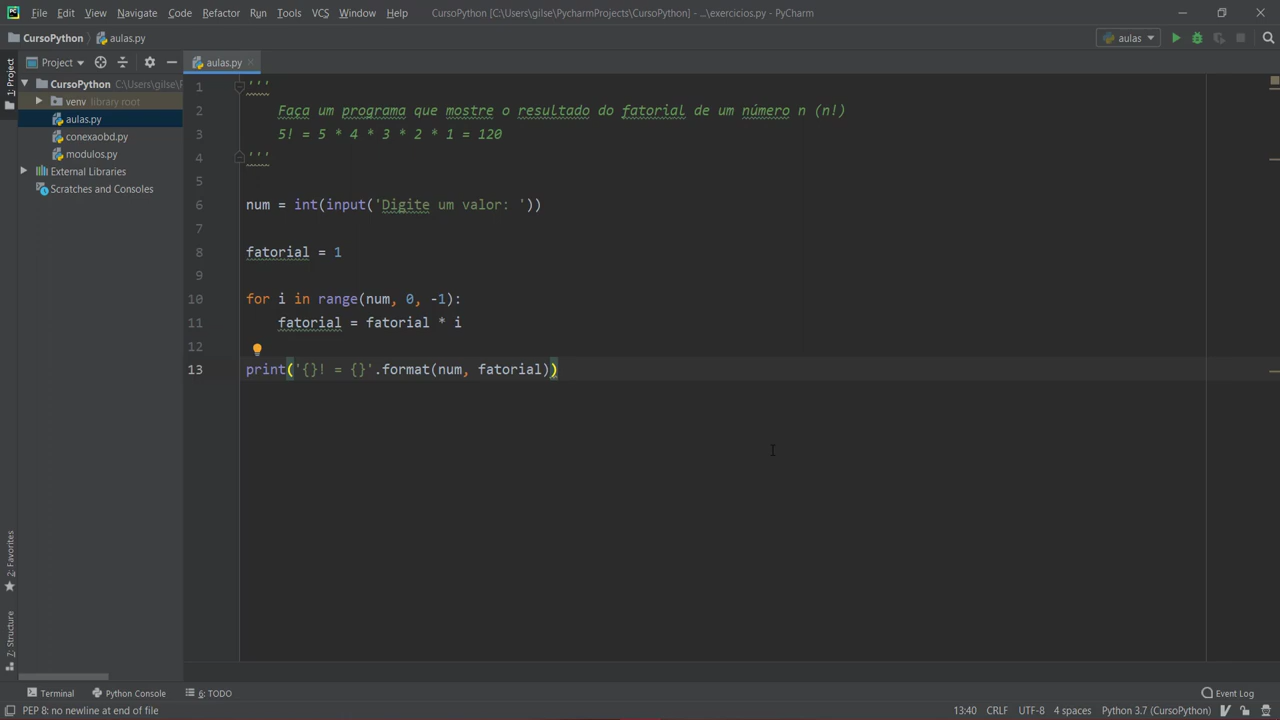 File Edit View Navigate Code Refactor Run Tools VCS Window Help CursoPython [C:\Users\gilse\PycharmProjects\CursoPython] - ...\exercicios.py - PyCharm
CursoPython aulas.py aulas
1: Project
Project aulas.py
CursoPython C:\Users\gilse\P
venv library root
aulas.py
conexaobd.py
modulos.py
External Libraries
Scratches and Consoles
1 '''
2 Faça um programa que mostre o resultado do fatorial de um número n (n!)
3 5! = 5 * 4 * 3 * 2 * 1 = 120
4 '''
5
6 num = int(input('Digite um valor: '))
7
8 fatorial = 1
9
10 for i in range(num, 0, -1):
11 fatorial = fatorial * i
12
13 print('{}! = {}'.format(num, fatorial))
2: Favorites
7: Structure
Terminal Python Console 6: TODO Event Log
PEP 8: no newline at end of file 13:40 CRLF UTF-8 4 spaces Python 3.7 (CursoPython)